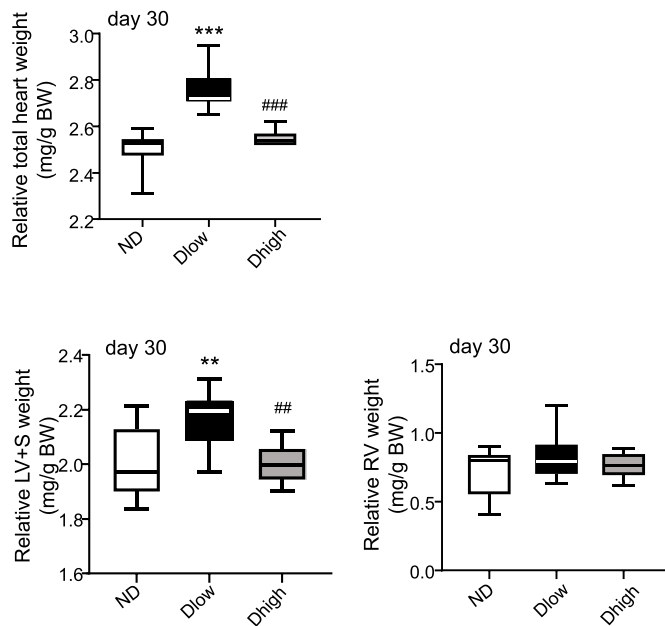 day 30
***
###
Relative total heart weight
(mg/g BW)
3.0
2.8
2.6
2.4
2.2
ND
Dlow
Dhigh
day 30
**
##
Relative LV+S weight
(mg/g BW)
2.4
2.2
2.0
1.8
1.6
ND
Dlow
Dhigh
day 30
Relative RV weight
(mg/g BW)
1.5
1.0
0.5
0.0
ND
Dlow
Dhigh